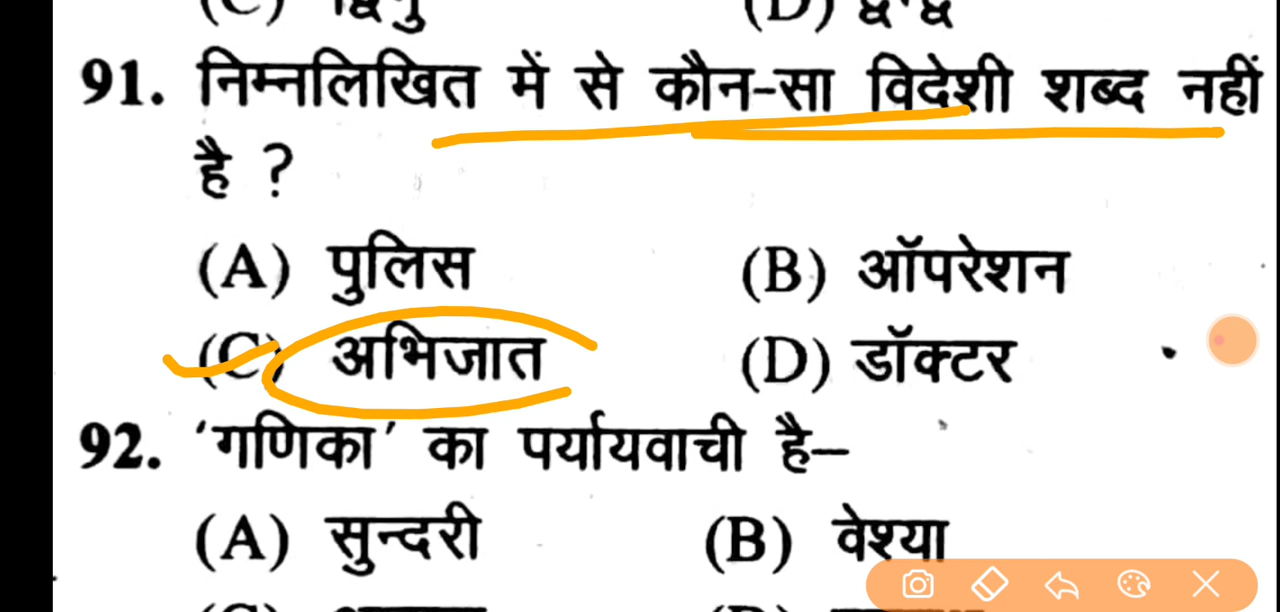 91. निम्नलिखित में से कौन-सा विदेशी शब्द नहीं
है ?
(A) पुलिस (B) ऑपरेशन
(C) अभिजात (D) डॉक्टर
92. 'गणिका' का पर्यायवाची है–
(A) सुन्दरी (B) वेश्या